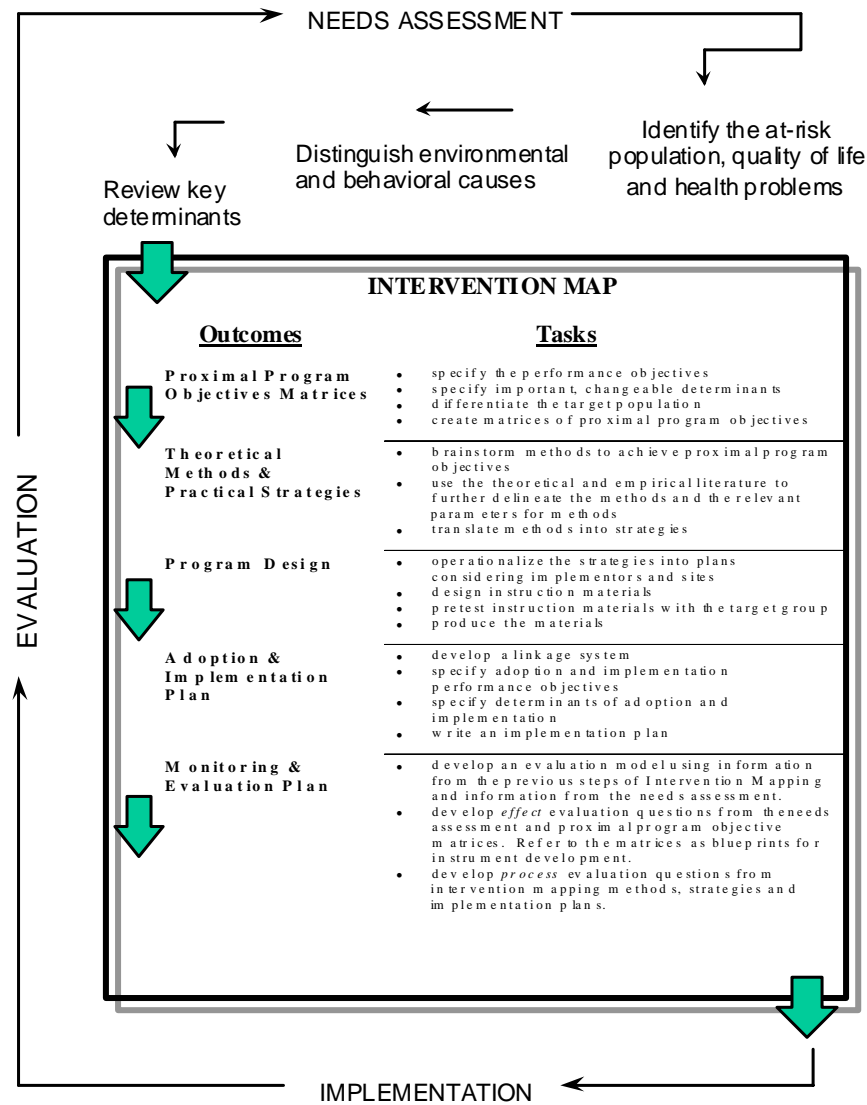 NEEDS ASSESSMENT
Identify the at-risk
population, quality of life
and health problems
Distinguish environmental
and behavioral causes
Review key
determinants
INTERVENTION MAP
Outcomes
Tasks
Proximal Program
Objectives Matrices
• specify the performance objectives
• specify important, changeable determinants
• differentiate the target population
• create matrices of proximal program objectives
Theoretical
Methods &
Practical Strategies
• brainstorm methods to achieve proximal program
objectives
• use the theoretical and empirical literature to
further delineate the methods and the relevant
parameters for methods
• translate methods into strategies
Program Design
• operationalize the strategies into plans
considering implementors and sites
• design instruction materials
• pretest instruction materials with the target group
• produce the materials
Adoption &
Implementation
Plan
• develop a linkage system
• specify adoption and implementation
performance objectives
• specify determinants of adoption and
implementation
• write an implementation plan
Monitoring &
Evaluation Plan
• develop an evaluation model using information
from the previous steps of Intervention Mapping
and information from the needs assessment.
• develop effect evaluation questions from the needs
assessment and proximal program objective
matrices. Refer to the matrices as blueprints for
instrument development.
• develop process evaluation questions from
intervention mapping methods, strategies and
implementation plans.
IMPLEMENTATION
EVALUATION